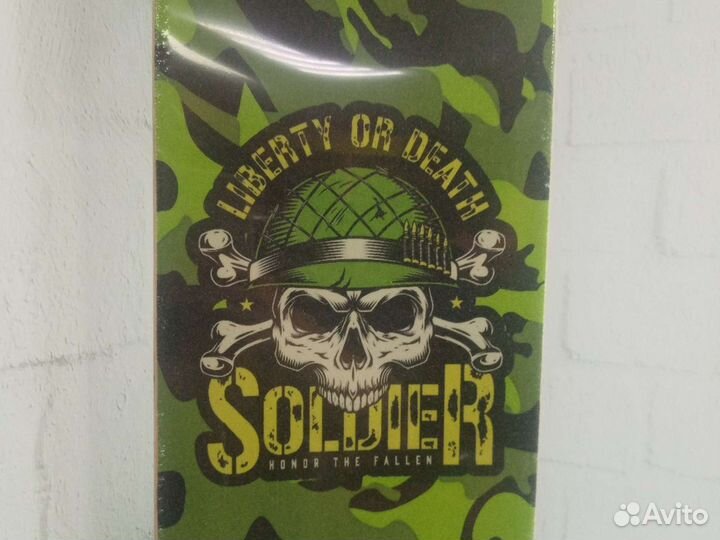 LIBERTY OR DEATH
SOLDIER
HONOR THE FALLEN
Avito